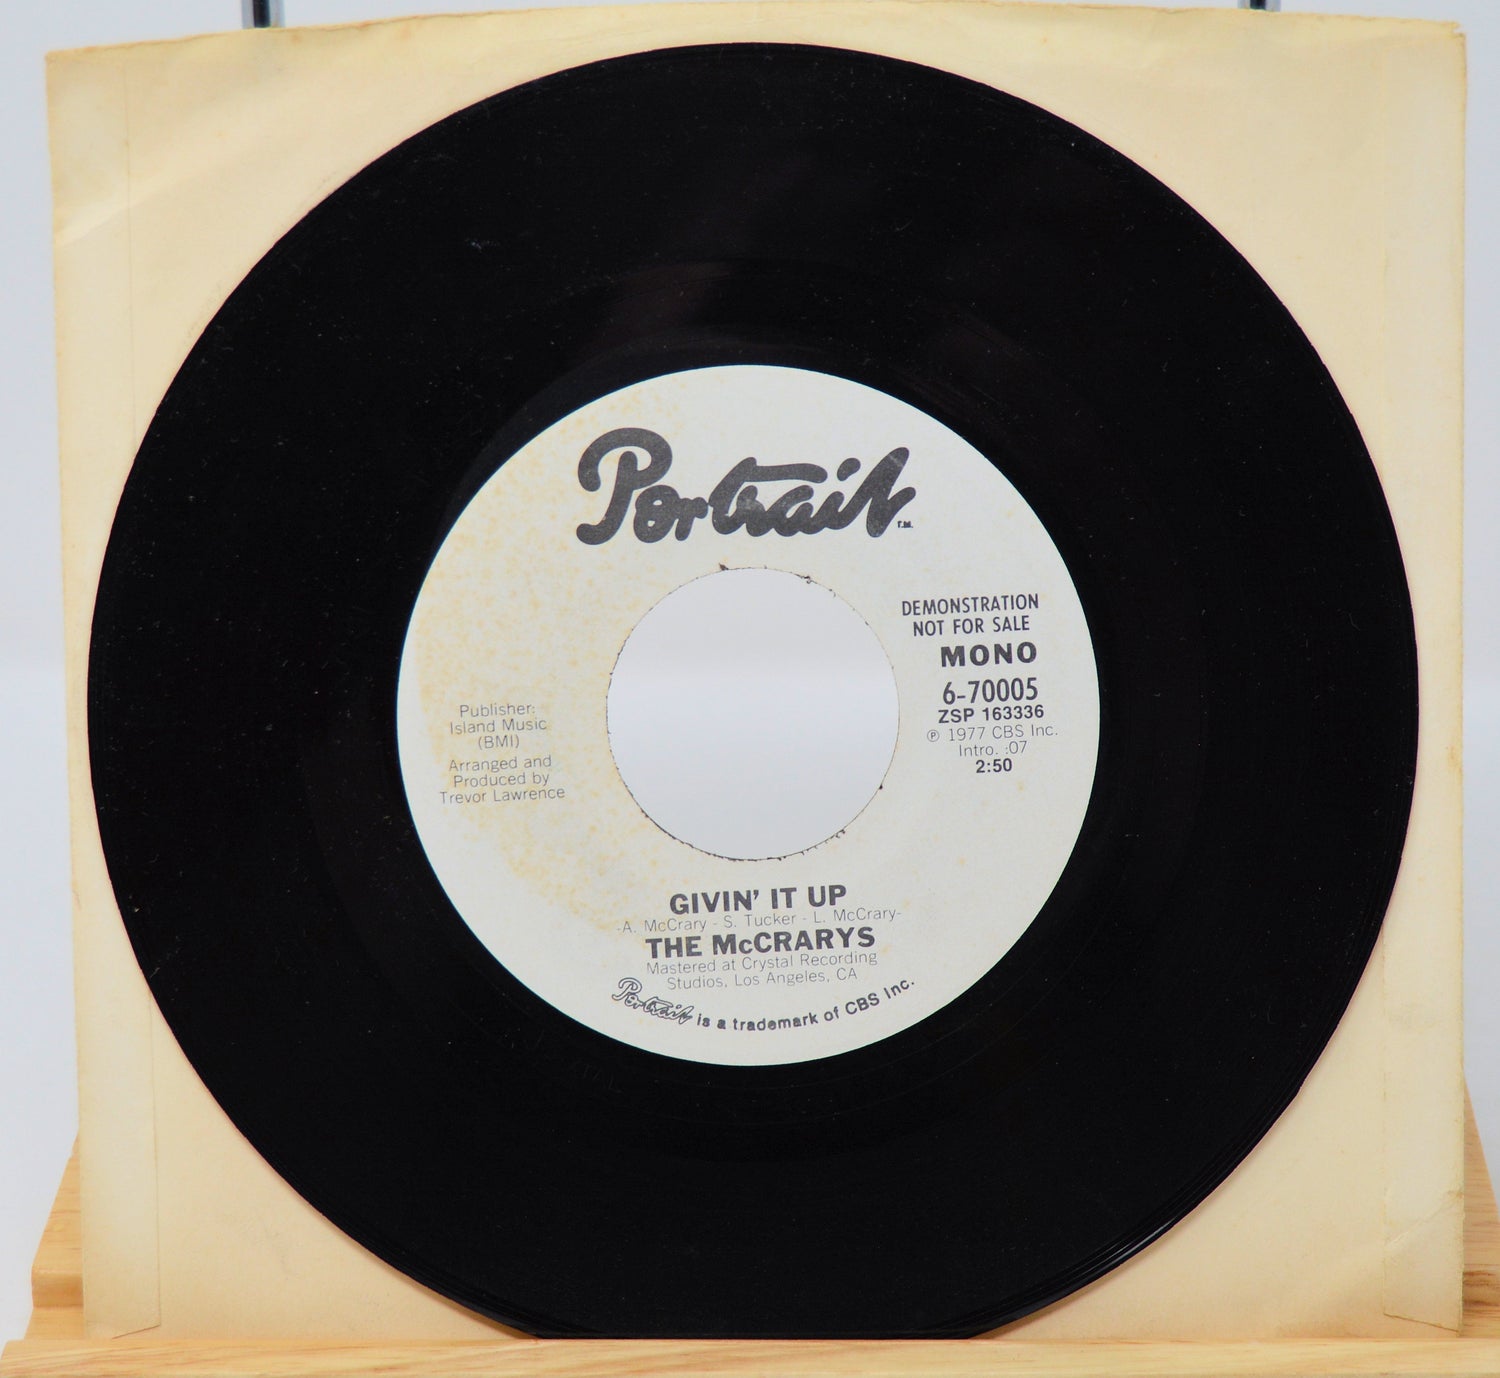 Portrait T.M.
DEMONSTRATION
NOT FOR SALE
MONO
6-70005
ZSP 163336
℗ 1977 CBS Inc.
Intro. :07
2:50
Publisher:
Island Music
(BMI)
Arranged and
Produced by
Trevor Lawrence
GIVIN' IT UP
-A. McCrary - S. Tucker - L. McCrary-
THE McCRARYS
Mastered at Crystal Recording
Studios, Los Angeles, CA
Portrait is a trademark of CBS Inc.